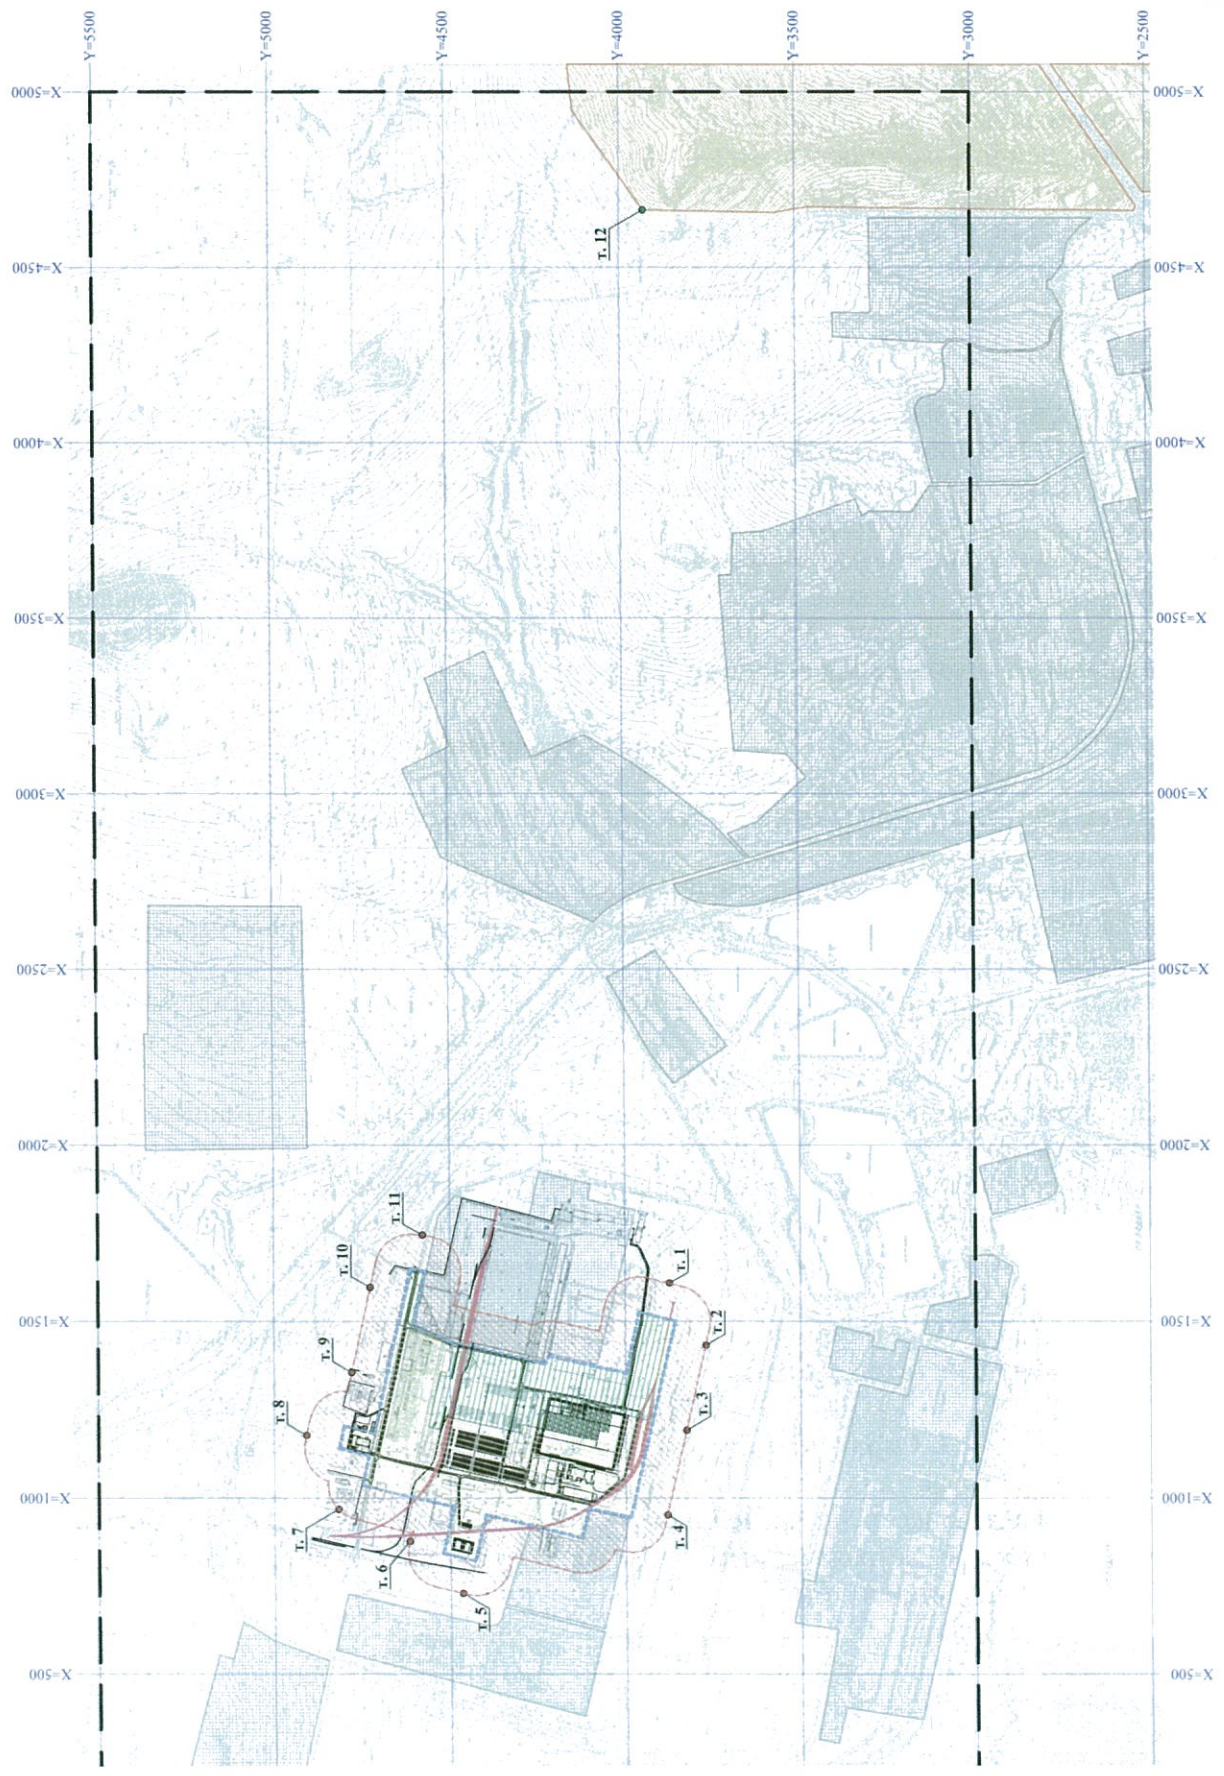 Y=5500
Y=5000
Y=4500
Y=4000
Y=3500
Y=3000
Y=2500
X=5000
X=5000
т. 12
X=4500
X=4500
X=4000
X=4000
X=3500
X=3500
X=3000
X=3000
X=2500
X=2500
X=2000
X=2000
т. 11
т. 10
т. 1
X=1500
т. 2
X=1500
т. 9
т. 8
т. 3
X=1000
X=1000
т. 7
т. 4
т. 6
т. 5
X=500
X=500